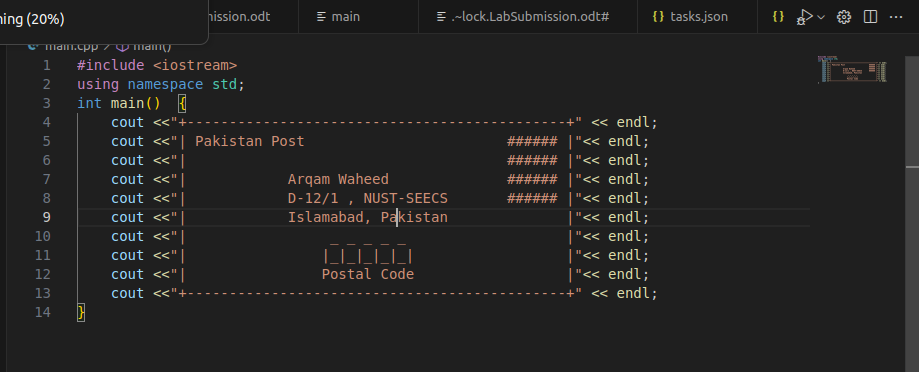 ning (20%)
mission.odt main .~lock.LabSubmission.odt# {} tasks.json {}
main.cpp > main()
1 #include <iostream>
2 using namespace std;
3 int main()  {
4     cout <<"+---------------------------------------------+" << endl;
5     cout <<"| Pakistan Post                        ###### |"<< endl;
6     cout <<"|                                      ###### |"<< endl;
7     cout <<"|            Arqam Waheed              ###### |"<< endl;
8     cout <<"|            D-12/1 , NUST-SEECS       ###### |"<< endl;
9     cout <<"|            Islamabad, Pakistan              |"<< endl;
10     cout <<"|                 _ _ _ _ _                   |"<< endl;
11     cout <<"|                |_|_|_|_|_|                  |"<< endl;
12     cout <<"|                Postal Code                  |"<< endl;
13     cout <<"+---------------------------------------------+" << endl;
14 }